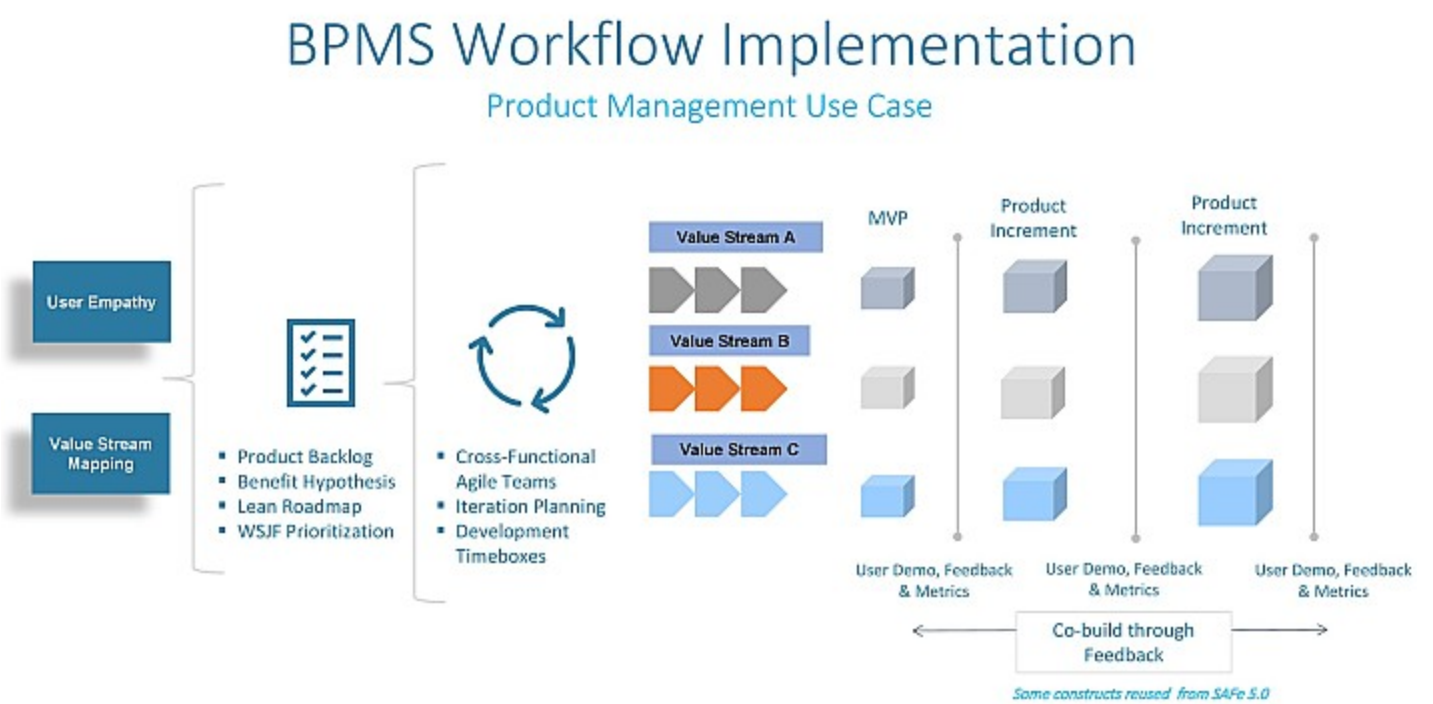 BPMS Workflow Implementation
Product Management Use Case
User Empathy
Value Stream
Mapping
▪ Product Backlog
▪ Benefit Hypothesis
▪ Lean Roadmap
▪ WSJF Prioritization
▪ Cross-Functional
Agile Teams
▪ Iteration Planning
▪ Development
Timeboxes
Value Stream A
Value Stream B
Value Stream C
MVP
Product
Increment
Product
Increment
User Demo, Feedback
& Metrics
User Demo, Feedback
& Metrics
User Demo, Feedback
& Metrics
Co-build through
Feedback
Some constructs reused from SAFe 5.0